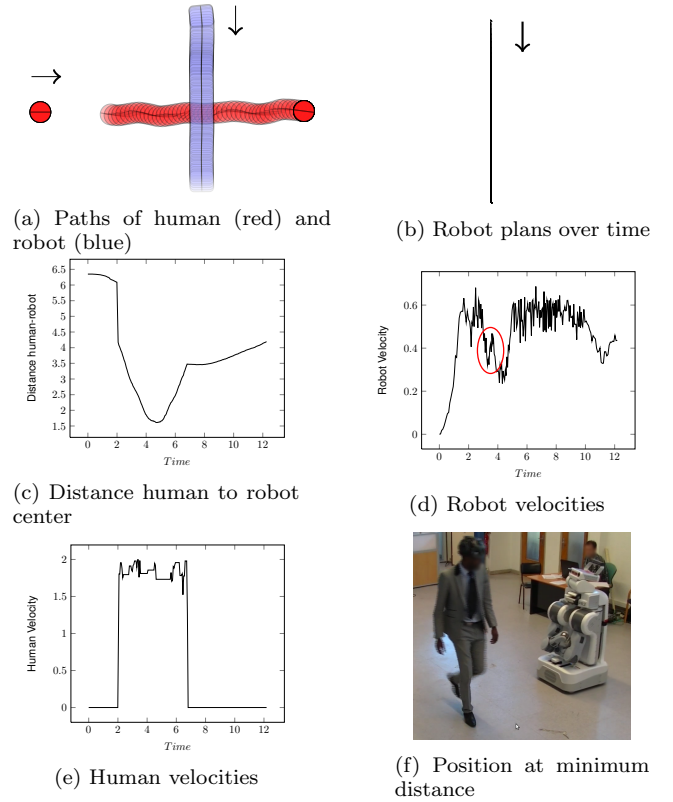 (a) Paths of human (red) and
robot (blue)
(b) Robot plans over time
6.5
6
5.5
5
4.5
4
3.5
3
2.5
2
1.5
0 2 4 6 8 10 12
Distance human-robot
Time
(c) Distance human to robot
center
0.6
0.4
0.2
0
0 2 4 6 8 10 12
Robot Velocity
Time
(d) Robot velocities
2
1.5
1
0.5
0
0 2 4 6 8 10 12
Human Velocity
Time
(e) Human velocities
(f) Position at minimum
distance